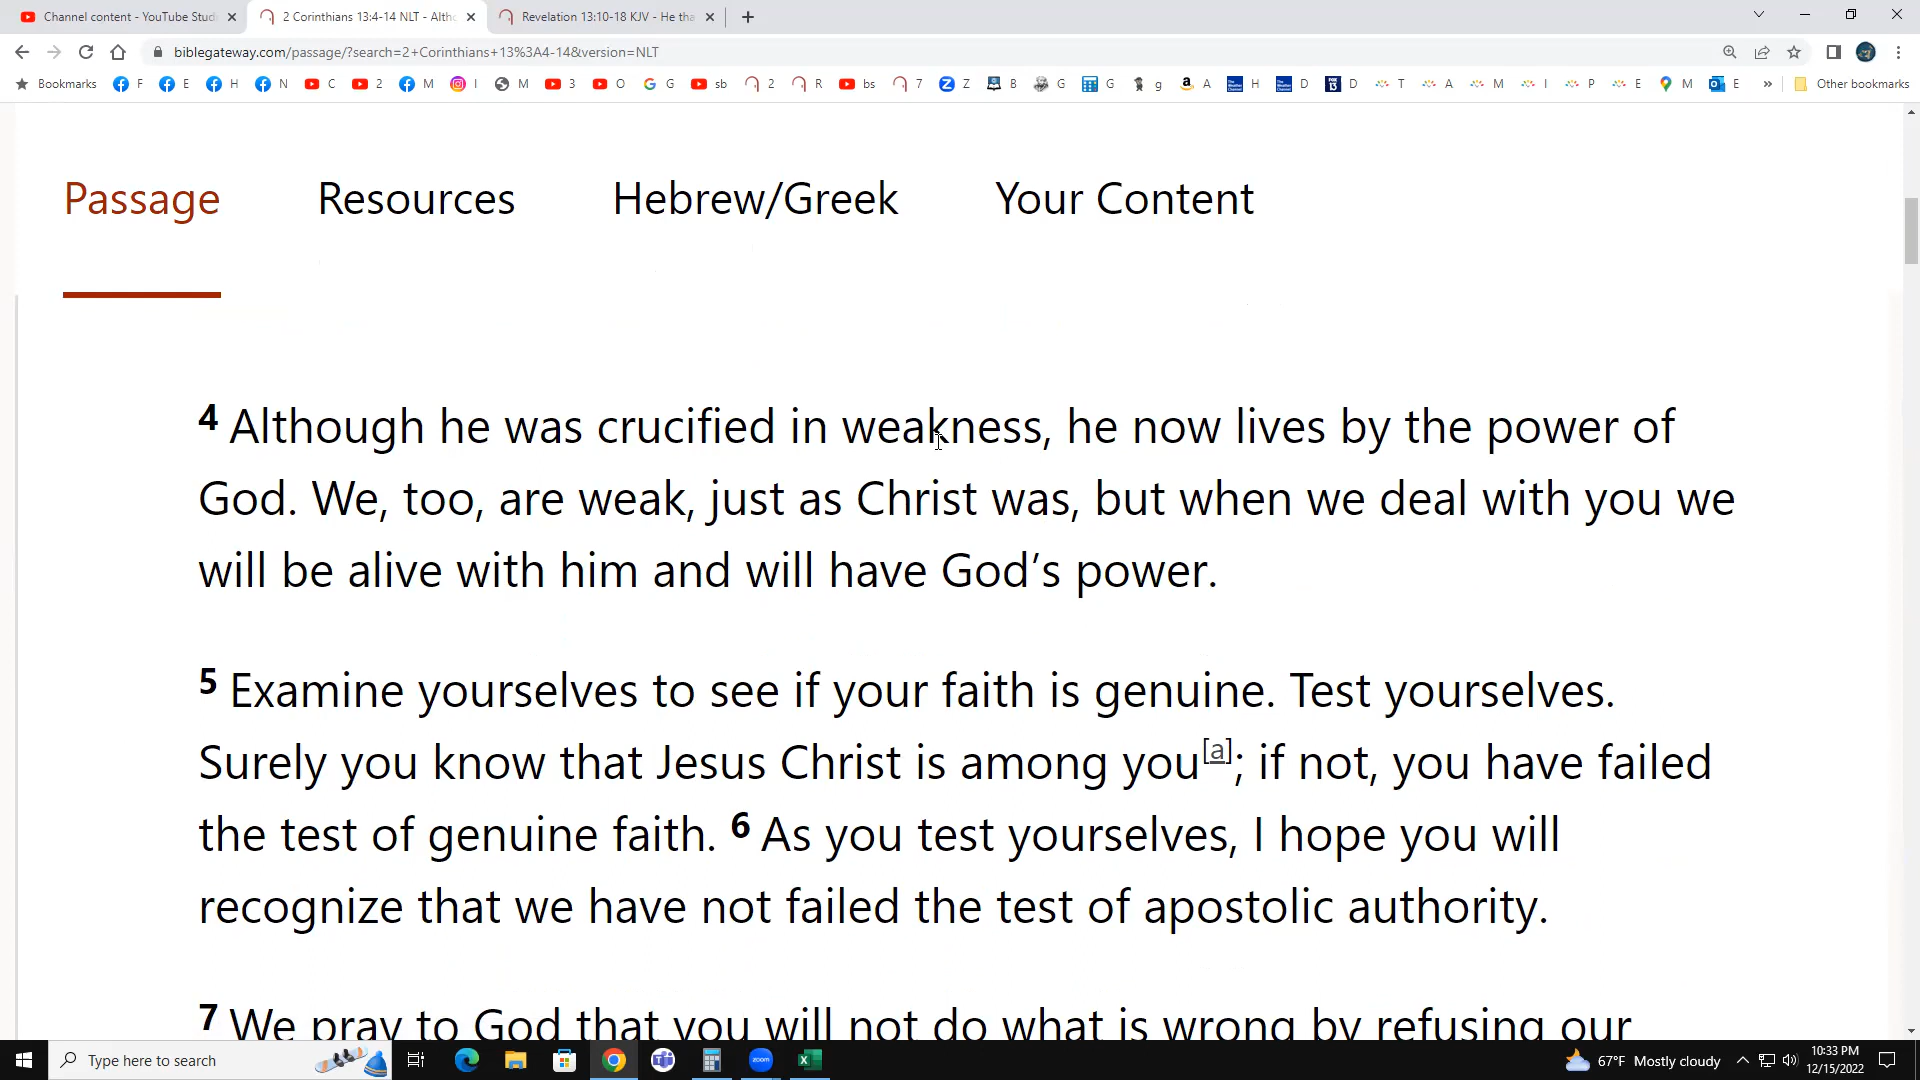 Channel content - YouTube Stud
2 Corinthians 13:4-14 NLT - Altho
Revelation 13:10-18 KJV - He tha
biblegateway.com/passage/?search=2+Corinthians+13%3A4-14&version=NLT
Bookmarks F E H N C 2 M I M 3 O G sb 2 R bs 7 Z B G G g A H D D T A M I P E M E » Other bookmarks
Passage Resources Hebrew/Greek Your Content
4 Although he was crucified in weakness, he now lives by the power of
God. We, too, are weak, just as Christ was, but when we deal with you we
will be alive with him and will have God’s power.
5 Examine yourselves to see if your faith is genuine. Test yourselves.
Surely you know that Jesus Christ is among you[a]; if not, you have failed
the test of genuine faith. 6 As you test yourselves, I hope you will
recognize that we have not failed the test of apostolic authority.
7 We pray to God that you will not do what is wrong by refusing our
Type here to search
zoom
67°F Mostly cloudy
10:33 PM
12/15/2022